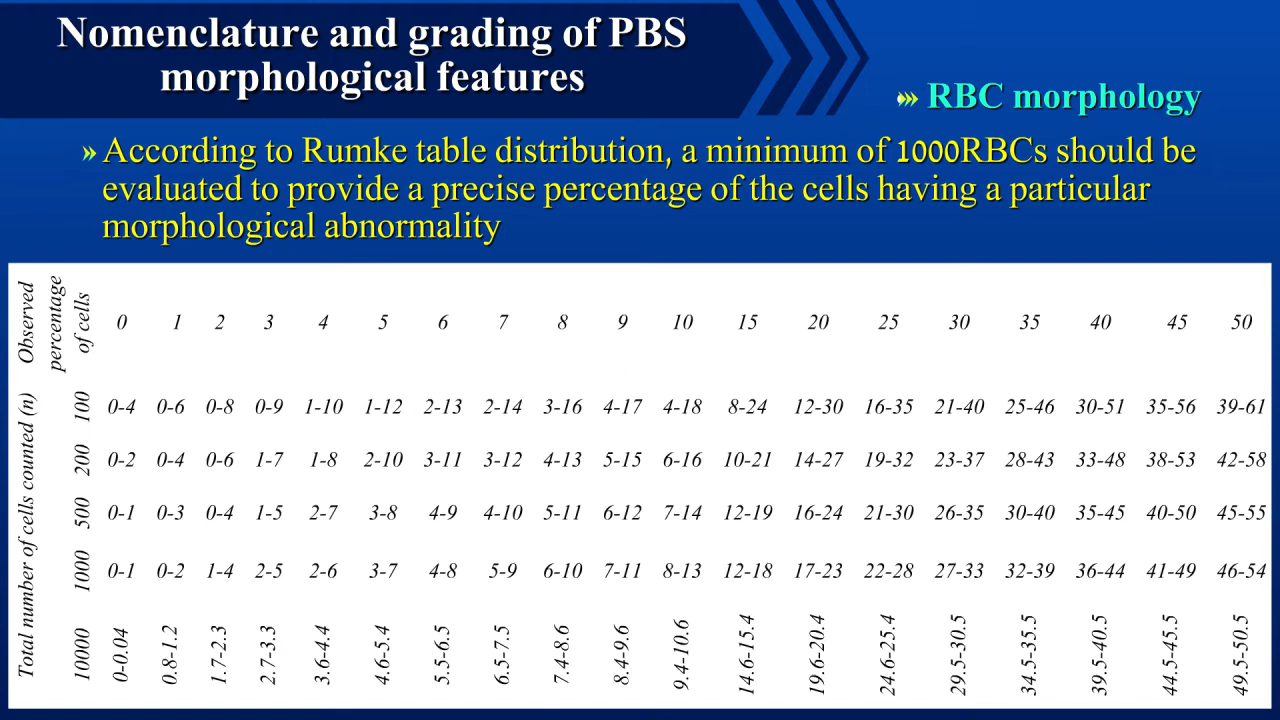 Nomenclature and grading of PBS
morphological features
»» RBC morphology
» According to Rumke table distribution, a minimum of 1000RBCs should be
evaluated to provide a precise percentage of the cells having a particular
morphological abnormality
Observed
percentage
of cells
0 1 2 3 4 5 6 7 8 9 10 15 20 25 30 35 40 45 50
Total number of cells counted (n)
100 0-4 0-6 0-8 0-9 1-10 1-12 2-13 2-14 3-16 4-17 4-18 8-24 12-30 16-35 21-40 25-46 30-51 35-56 39-61
200 0-2 0-4 0-6 1-7 1-8 2-10 3-11 3-12 4-13 5-15 6-16 10-21 14-27 19-32 23-37 28-43 33-48 38-53 42-58
500 0-1 0-3 0-4 1-5 2-7 3-8 4-9 4-10 5-11 6-12 7-14 12-19 16-24 21-30 26-35 30-40 35-45 40-50 45-55
1000 0-1 0-2 1-4 2-5 2-6 3-7 4-8 5-9 6-10 7-11 8-13 12-18 17-23 22-28 27-33 32-39 36-44 41-49 46-54
10000 0-0.04 0.8-1.2 1.7-2.3 2.7-3.3 3.6-4.4 4.6-5.4 5.5-6.5 6.5-7.5 7.4-8.6 8.4-9.6 9.4-10.6 14.6-15.4 19.6-20.4 24.6-25.4 29.5-30.5 34.5-35.5 39.5-40.5 44.5-45.5 49.5-50.5